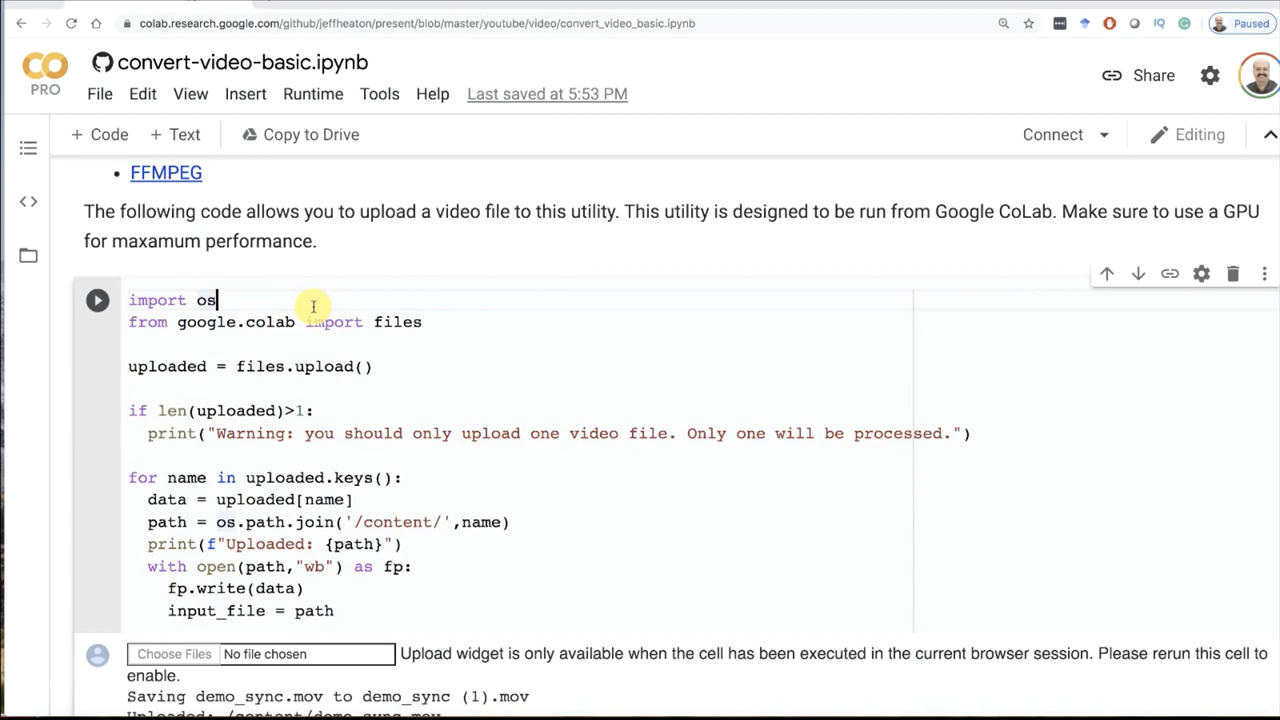 colab.research.google.com/github/jeffheaton/present/blob/master/youtube/video/convert_video_basic.ipynb
IQ
Paused
PRO
convert-video-basic.ipynb
Share
File Edit View Insert Runtime Tools Help Last saved at 5:53 PM
+ Code + Text Copy to Drive Connect Editing
• FFMPEG
The following code allows you to upload a video file to this utility. This utility is designed to be run from Google CoLab. Make sure to use a GPU
for maxamum performance.
import os
from google.colab import files
uploaded = files.upload()
if len(uploaded)>1:
print("Warning: you should only upload one video file. Only one will be processed.")
for name in uploaded.keys():
data = uploaded[name]
path = os.path.join('/content/',name)
print(f"Uploaded: {path}")
with open(path,"wb") as fp:
fp.write(data)
input_file = path
Choose Files No file chosen Upload widget is only available when the cell has been executed in the current browser session. Please rerun this cell to
enable.
Saving demo_sync.mov to demo_sync (1).mov
Uploaded: /content/demo_sync.mov